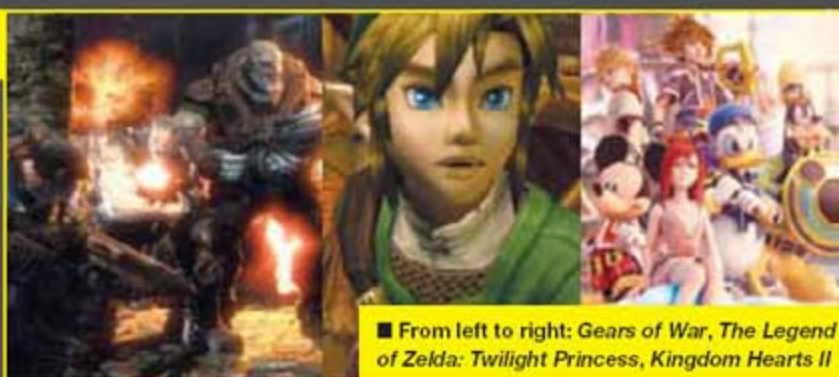 ■ From left to right: Gears of War, The Legend
of Zelda: Twilight Princess, Kingdom Hearts II